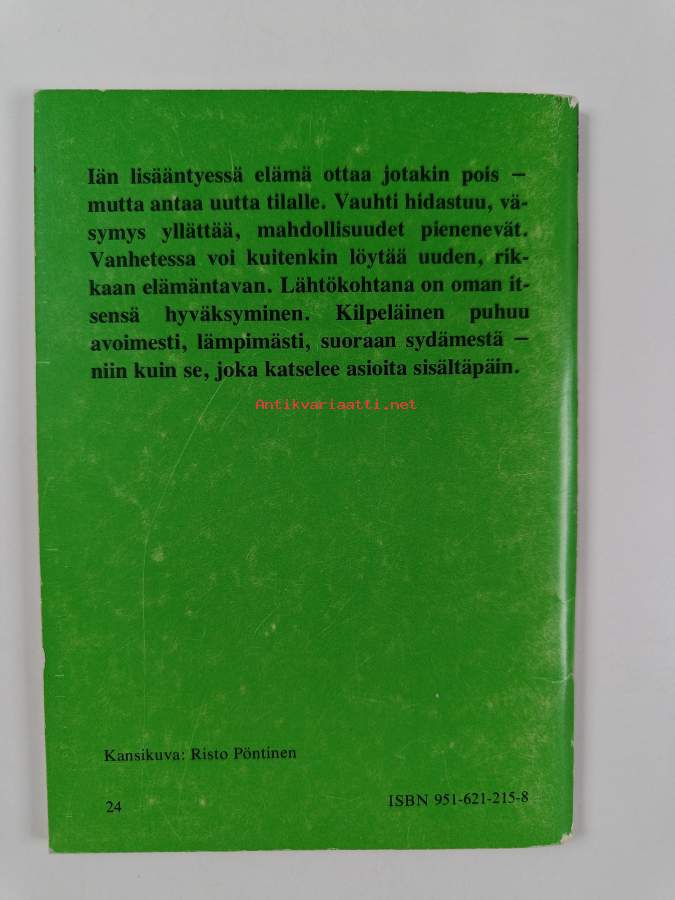 Iän lisääntyessä elämä ottaa jotakin pois –
mutta antaa uutta tilalle. Vauhti hidastuu, vä-
symys yllättää, mahdollisuudet pienenevät.
Vanhetessa voi kuitenkin löytää uuden, rik-
kaan elämäntavan. Lähtökohtana on oman it-
sensä hyväksyminen. Kilpeläinen puhuu
avoimesti, lämpimästi, suoraan sydämestä –
niin kuin se, joka katselee asioita sisältäpäin.
Antikvariaatti.net
Kansikuva: Risto Pöntinen
24
ISBN 951-621-215-8